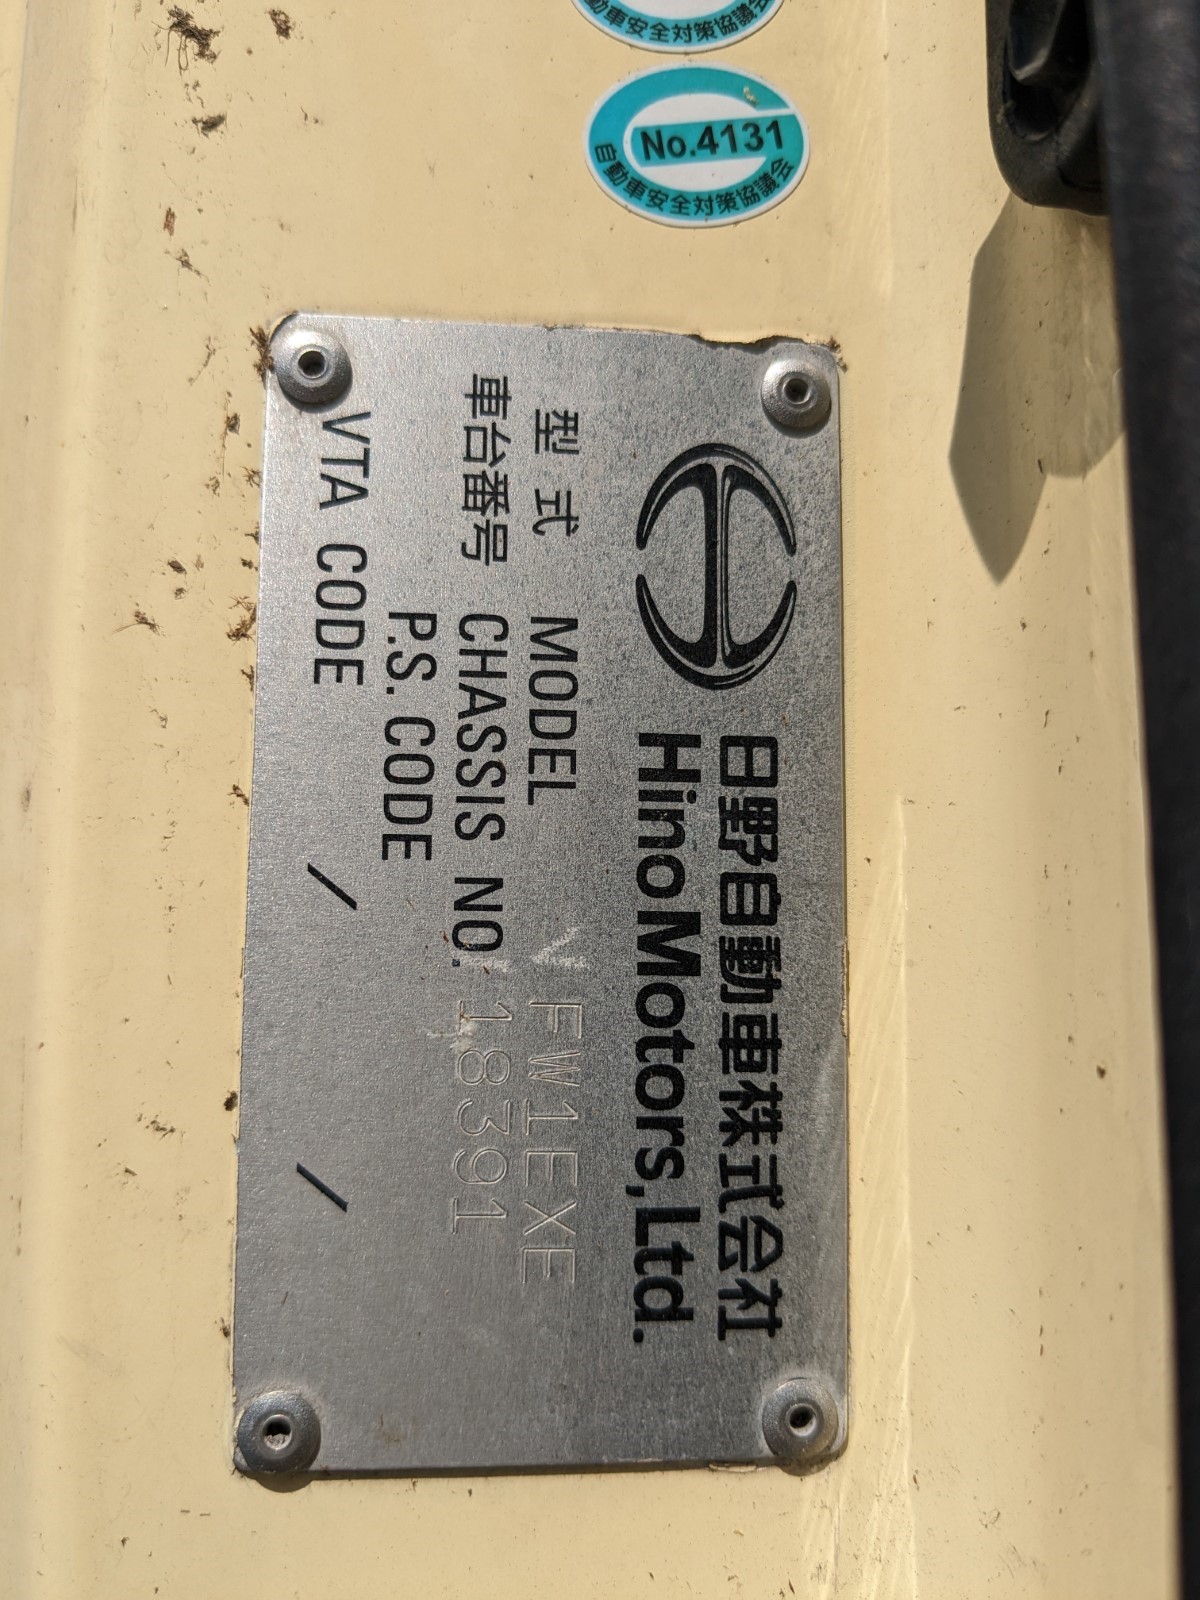 自動車安全対策協議会
No.4131
自動車安全対策協議会
日野自動車株式会社
Hino Motors, Ltd.
型式 MODEL V FW1EXE
車台番号 CHASSIS NO. 18391
P.S. CODE
VTA CODE / /